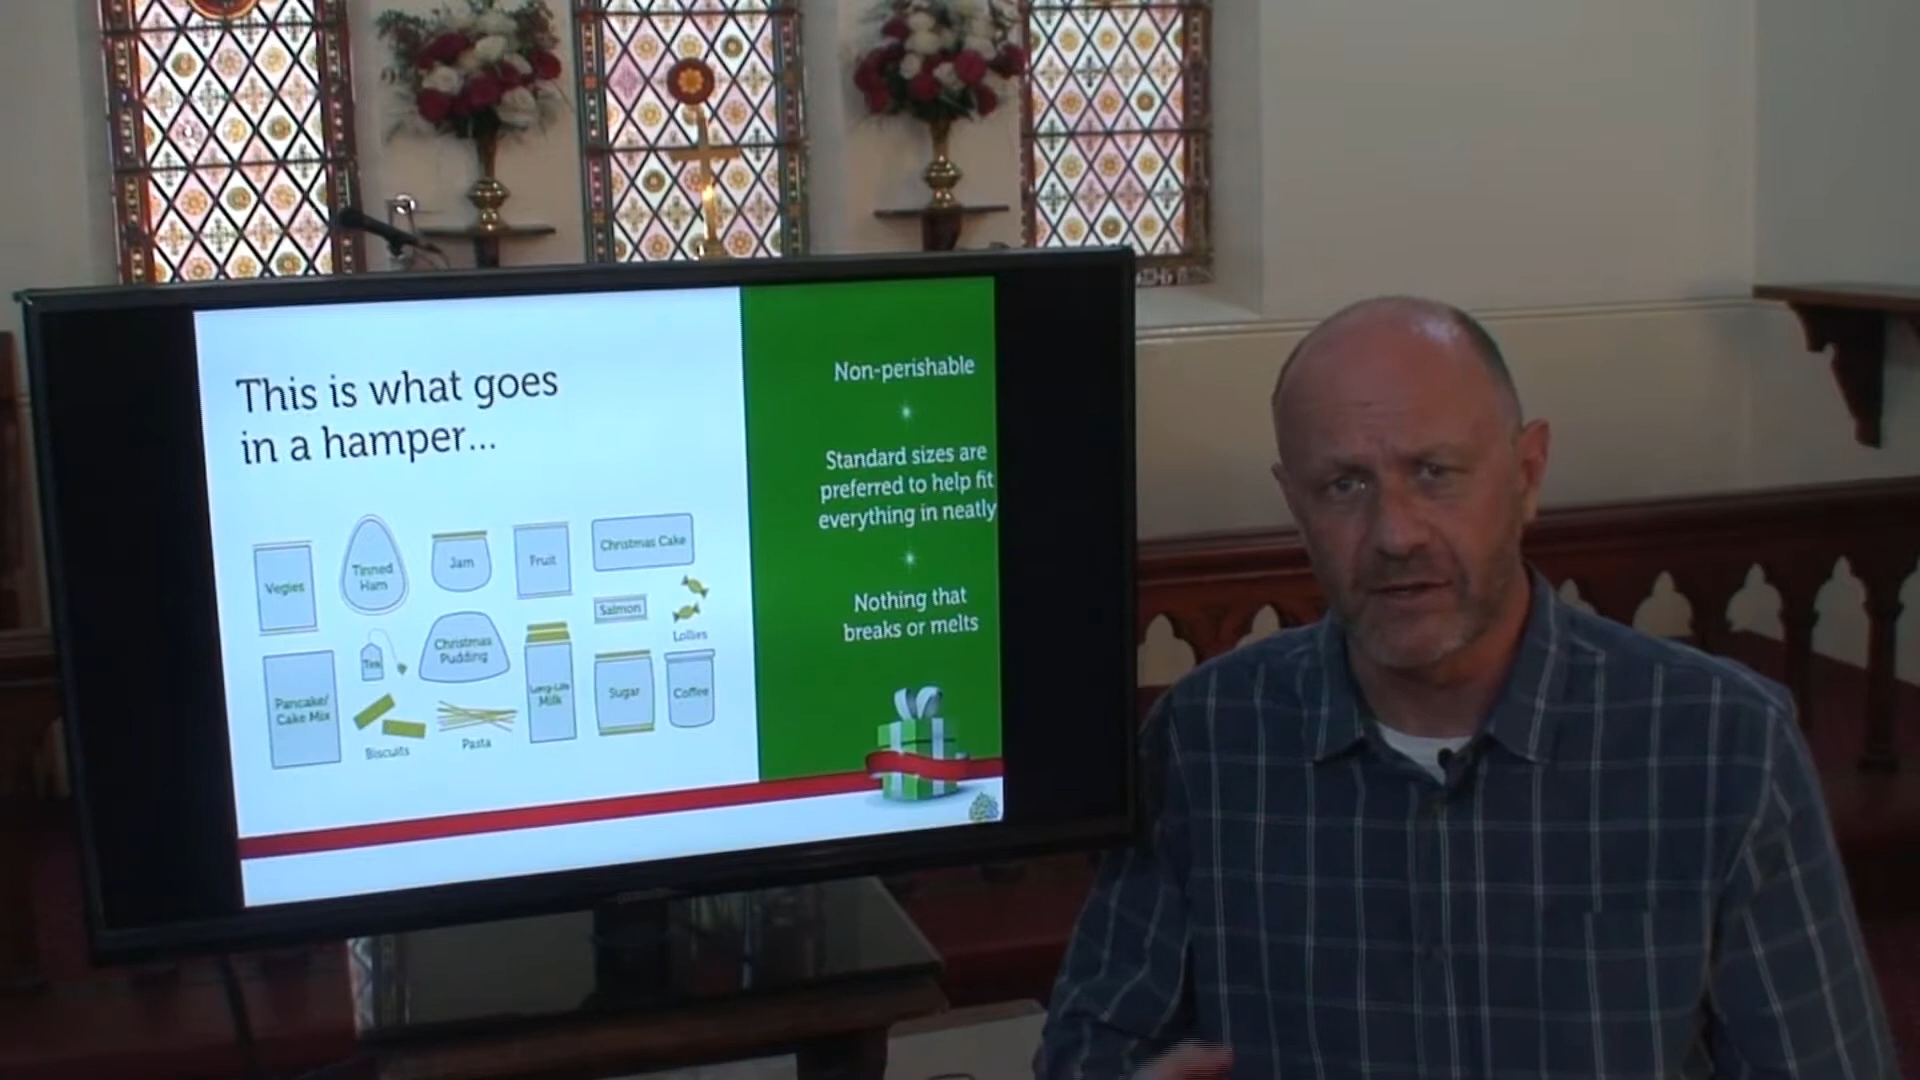 This is what goes
in a hamper...
Vegies
Tinned
Ham
Jam
Fruit
Christmas Cake
Salmon
Lollies
Tea
Christmas
Pudding
Pancake/
Cake Mix
Biscuits
Pasta
Long-Life
Milk
Sugar
Coffee
Non-perishable
Standard sizes are
preferred to help fit
everything in neatly
Nothing that
breaks or melts